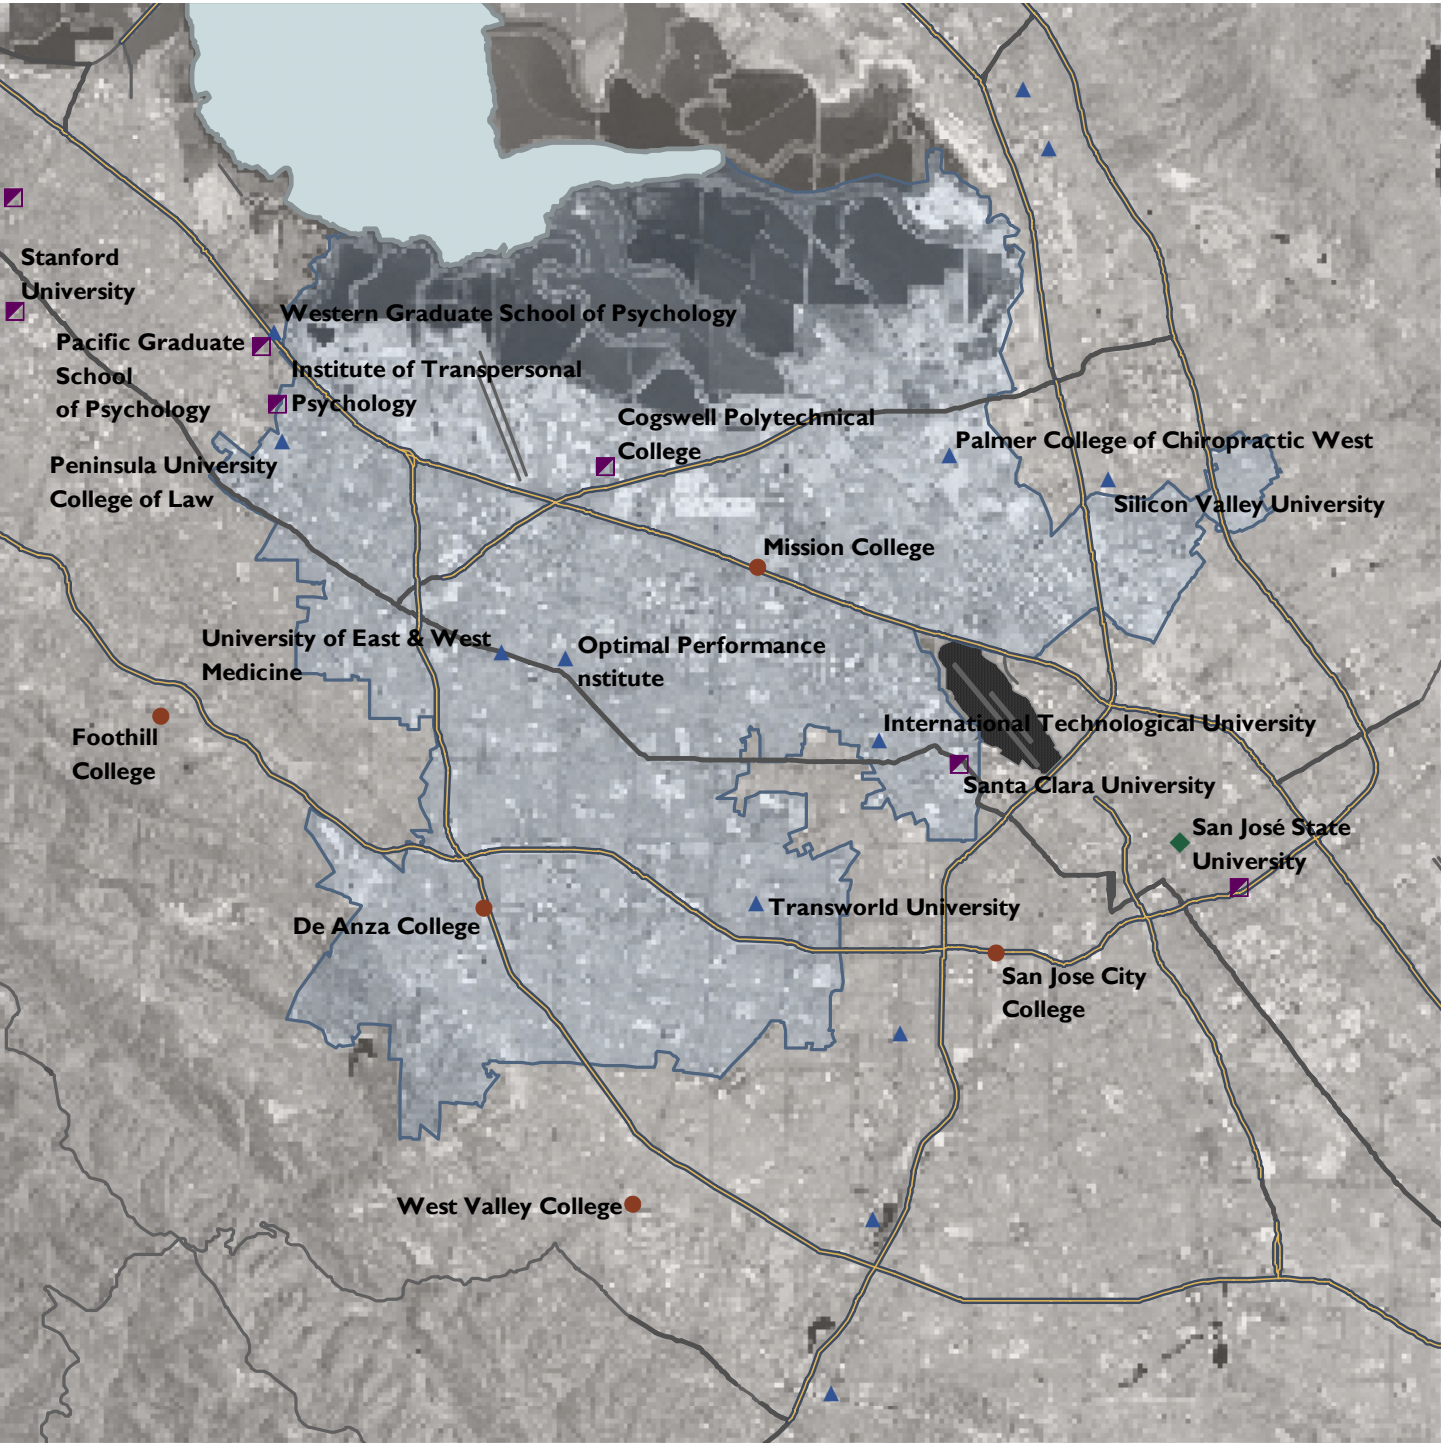 Stanford
University
Western Graduate School of Psychology
Pacific Graduate
School
of Psychology
Institute of Transpersonal
Psychology
Cogswell Polytechnical
College
Palmer College of Chiropractic West
Peninsula University
College of Law
Silicon Valley University
Mission College
University of East & West
Medicine
Optimal Performance
nstitute
International Technological University
Foothill
College
Santa Clara University
San José State
University
De Anza College
Transworld University
San Jose City
College
West Valley College